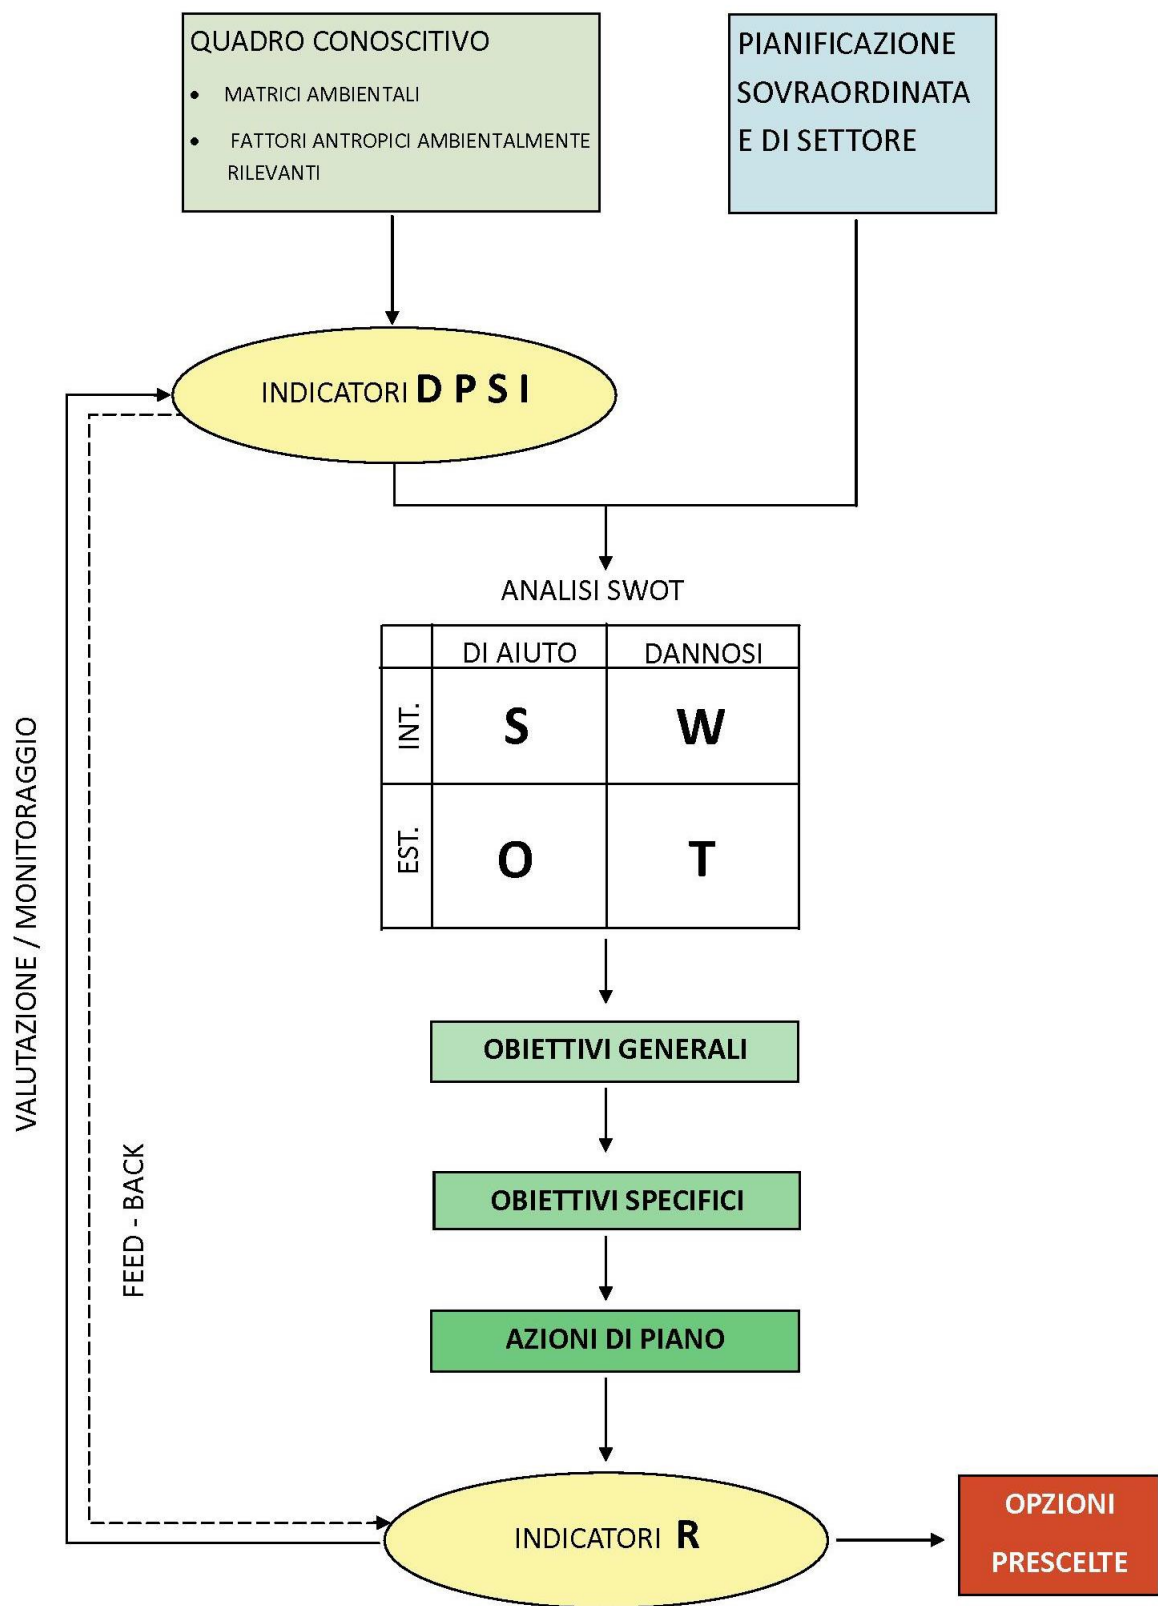 QUADRO CONOSCITIVO
• MATRICI AMBIENTALI
• FATTORI ANTROPICI AMBIENTALMENTE
RILEVANTI
PIANIFICAZIONE
SOVRAORDINATA
E DI SETTORE
INDICATORI D P S I
ANALISI SWOT
DI AIUTO DANNOSI
INT. S W
EST. O T
VALUTAZIONE / MONITORAGGIO
FEED - BACK
OBIETTIVI GENERALI
OBIETTIVI SPECIFICI
AZIONI DI PIANO
INDICATORI R
OPZIONI
PRESCELTE